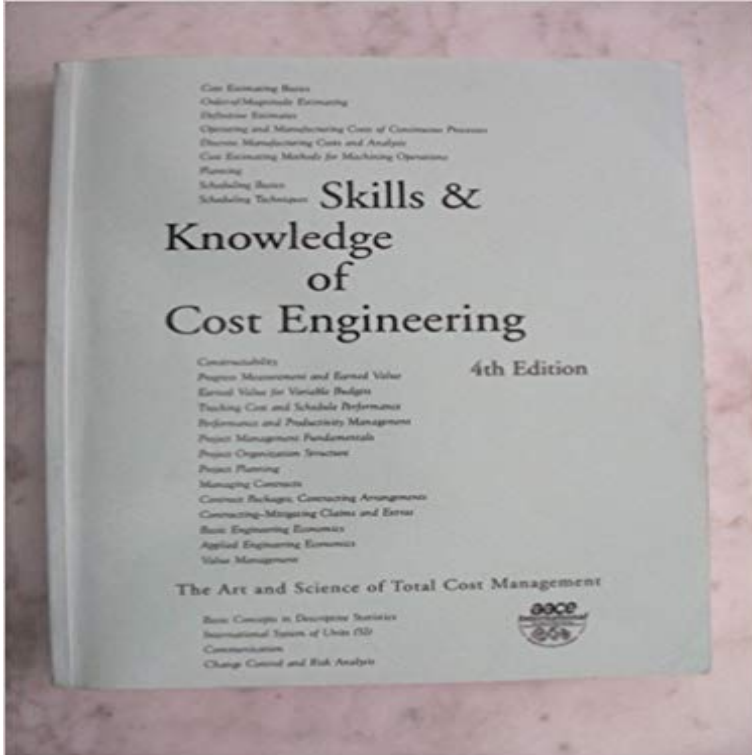 Cost Estimating Basics
Order-of-Magnitude Estimating
Definitive Estimates
Operating and Manufacturing Costs of Continuous Processes
Discrete Manufacturing Costs and Analysis
Cost Estimating Methods for Machining Operations
Planning
Scheduling Basics
Scheduling Techniques Skills &
Knowledge
of
Cost Engineering
4th Edition
Constructability
Progress Measurement and Earned Value
Earned Value for Variable Budgets
Tracking Cost and Schedule Performance
Performance and Productivity Management
Project Management Fundamentals
Project Organization Structure
Project Planning
Managing Contracts
Contract Packages, Contracting Arrangements
Contracting-Mitigating Claims and Extras
Basic Engineering Economics
Applied Engineering Economics
Value Management
The Art and Science of Total Cost Management
Basic Concepts in Descriptive Statistics
International System of Units (SI)
Communication
Change Control and Risk Analysis
aace
International